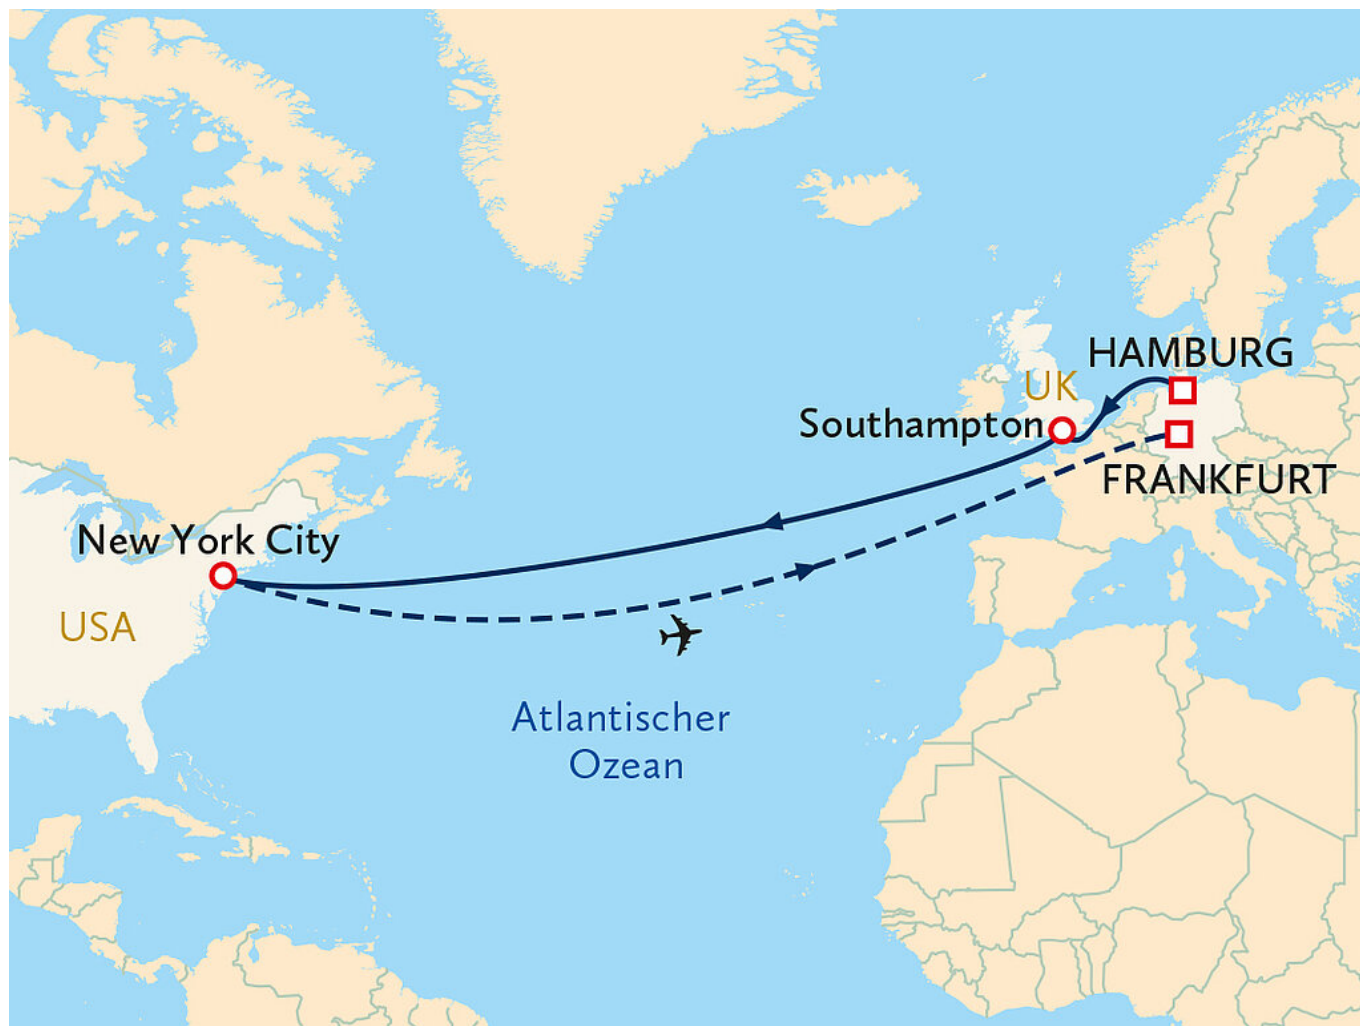 HAMBURG
UK
Southampton
FRANKFURT
New York City
USA
Atlantischer
Ozean